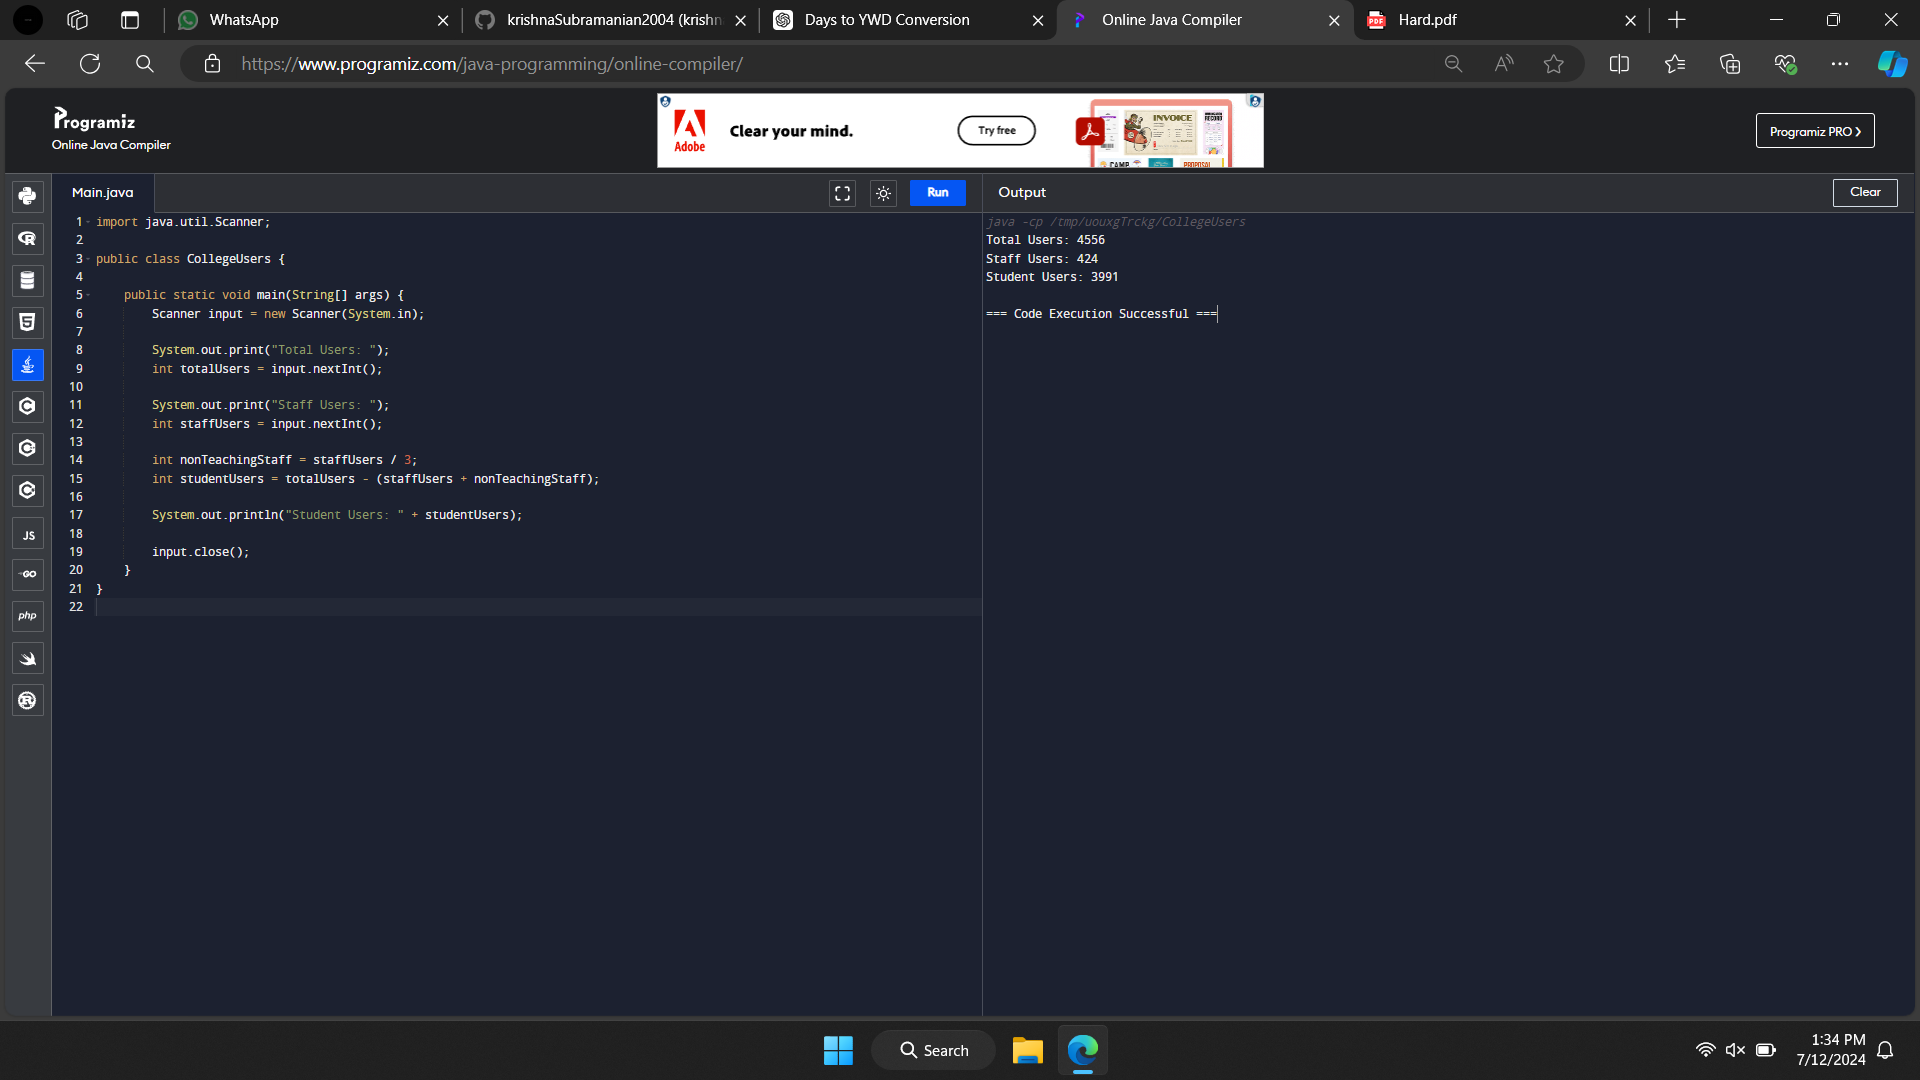 WhatsApp
krishnaSubramanian2004 (krishn
Days to YWD Conversion
Online Java Compiler
PDF
Hard.pdf
https://www.programiz.com/java-programming/online-compiler/
Programiz
Online Java Compiler
Adobe
Clear your mind.
Try free
INVOICE
RECORD
CAMP
PROPOSAL
Programiz PRO
Main.java
Run
Output
Clear
1 import java.util.Scanner;
2
3 public class CollegeUsers {
4
5 public static void main(String[] args) {
6 Scanner input = new Scanner(System.in);
7
8 System.out.print("Total Users: ");
9 int totalUsers = input.nextInt();
10
11 System.out.print("Staff Users: ");
12 int staffUsers = input.nextInt();
13
14 int nonTeachingStaff = staffUsers / 3;
15 int studentUsers = totalUsers - (staffUsers + nonTeachingStaff);
16
17 System.out.println("Student Users: " + studentUsers);
18
19 input.close();
20 }
21 }
22
java -cp /tmp/uouxgTrckg/CollegeUsers
Total Users: 4556
Staff Users: 424
Student Users: 3991
=== Code Execution Successful ===
R
5
C
C
C
JS
GO
php
R
Search
1:34 PM
7/12/2024